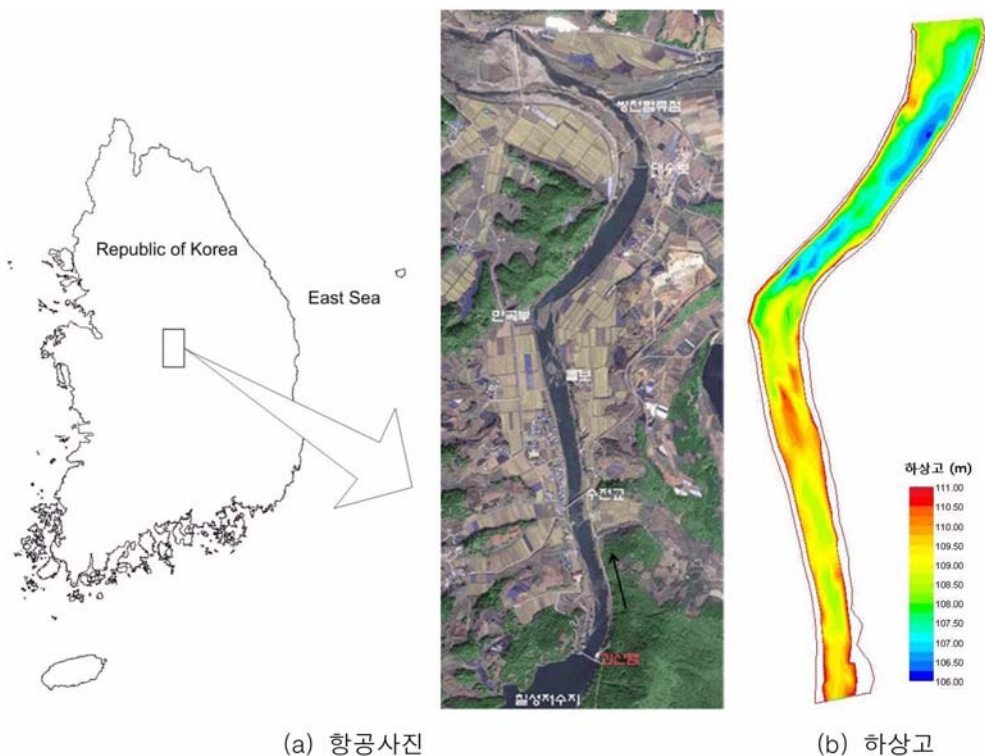 Republic of Korea
East Sea
쌍천합류점
대수보
만곡부
수전교
괴산댐
칠성저수지
하상고 (m)
111.00
110.50
110.00
109.50
109.00
108.50
108.00
107.50
107.00
106.50
106.00
(a) 항공사진
(b) 하상고